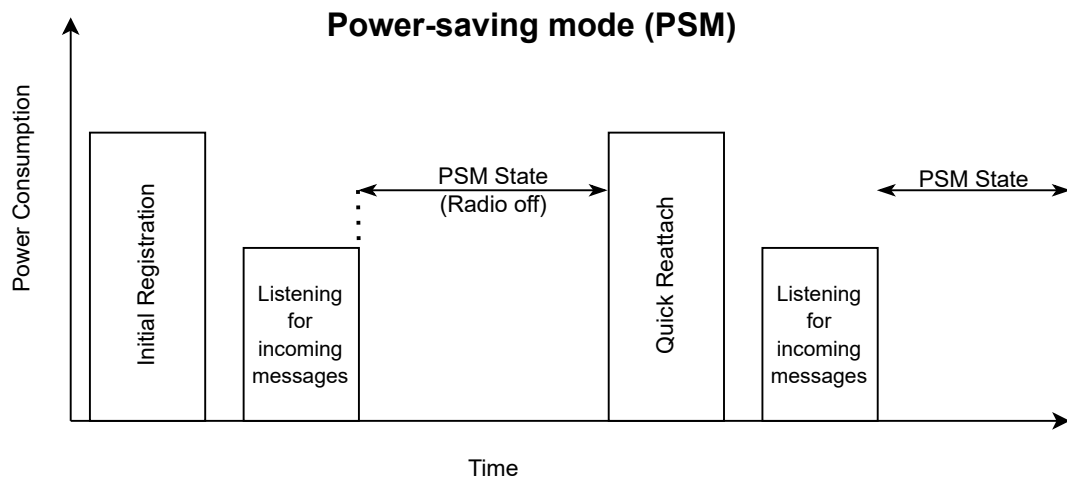 Power-saving mode (PSM)
Power Consumption
Initial Registration
Listening
for
incoming
messages
PSM State
(Radio off)
Quick Reattach
Listening
for
incoming
messages
PSM State
Time